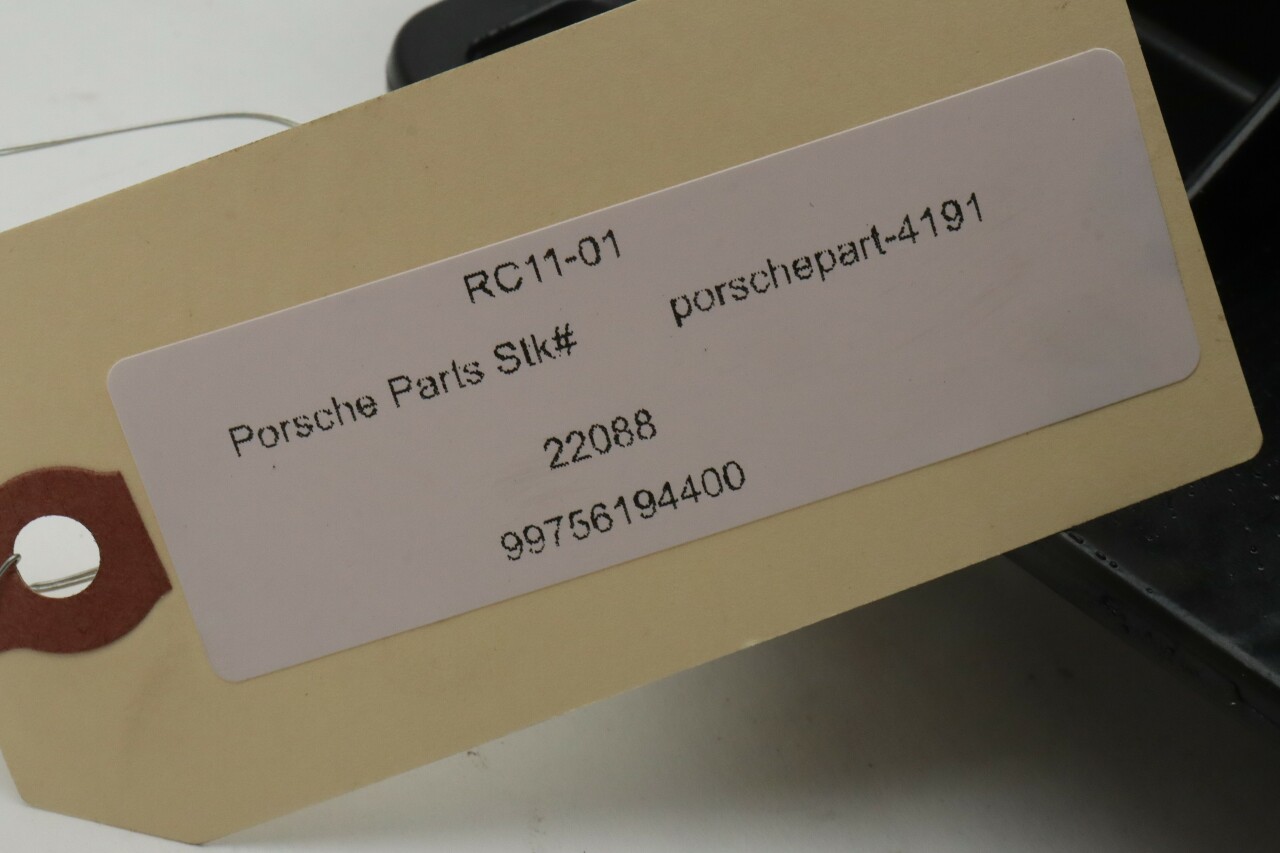 RC11-01
Porsche Parts Stk# porschepart-4191
22088
99756194400